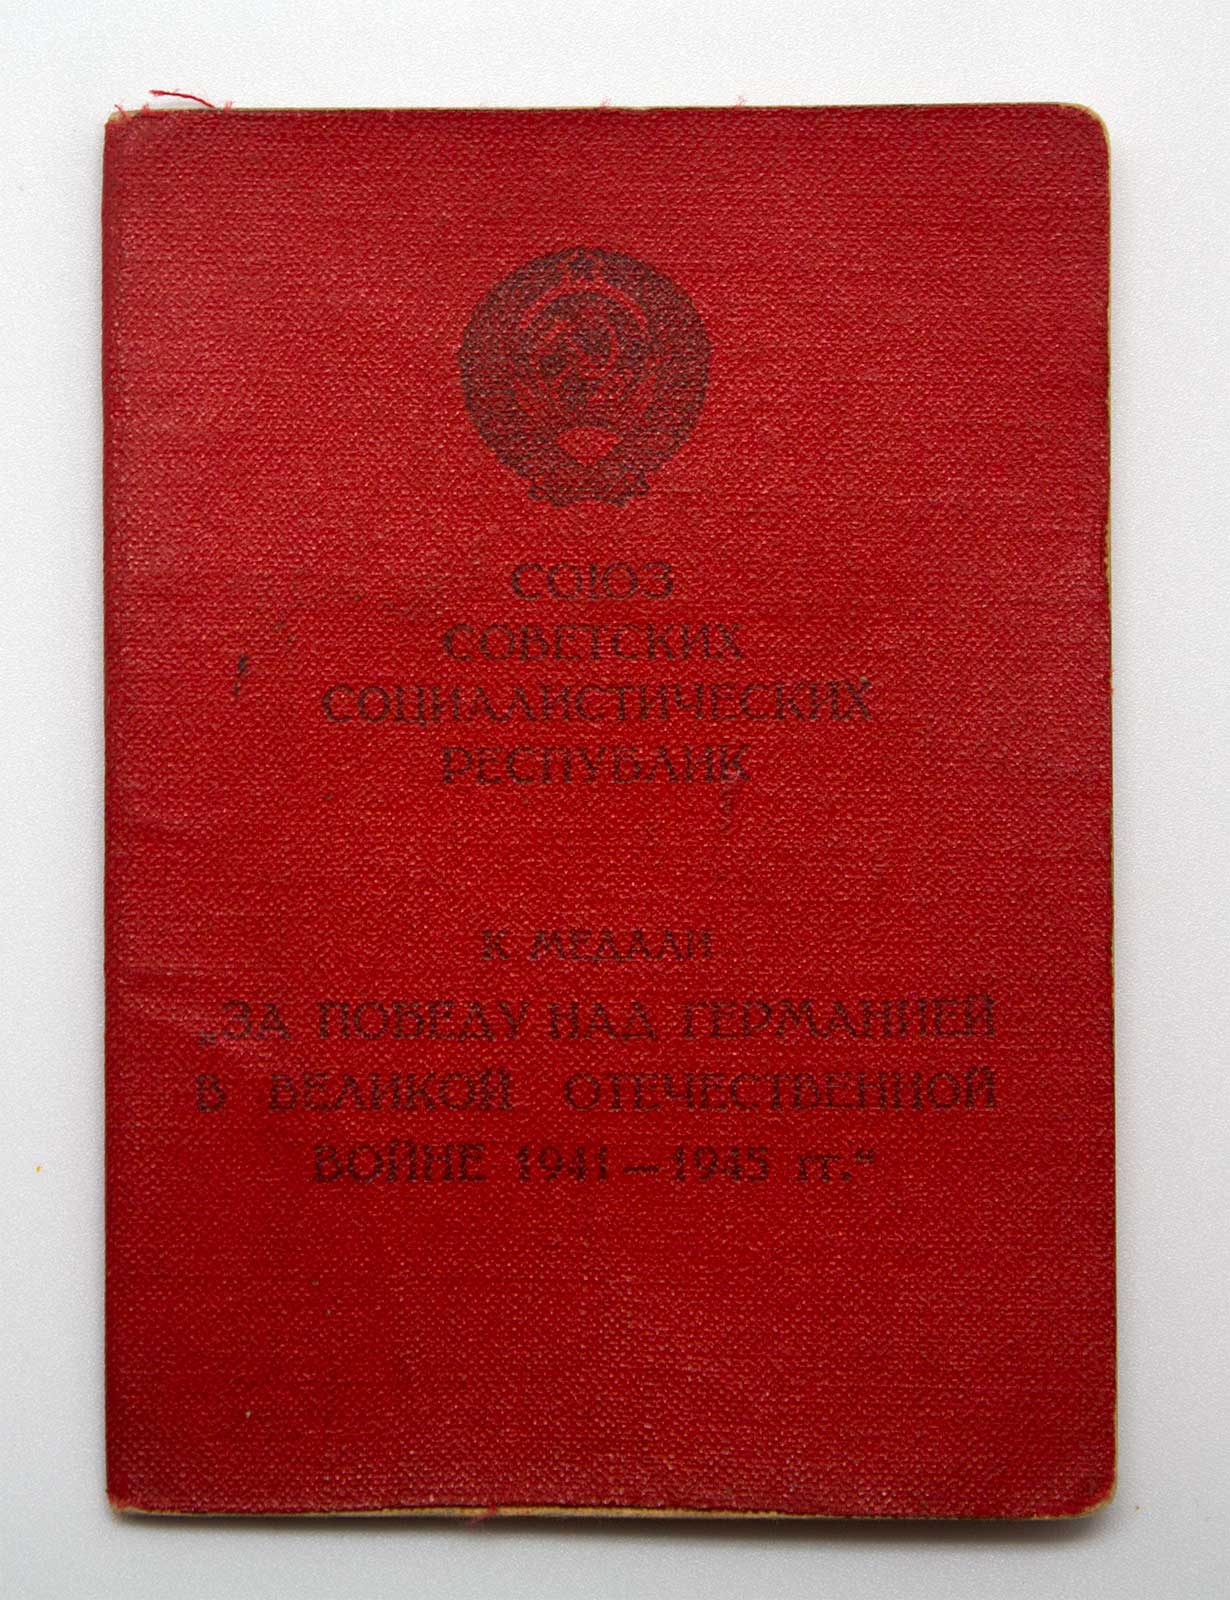 СОЮЗ
СОВЕТСКИХ
СОЦИАЛИСТИЧЕСКИХ
РЕСПУБЛИК
К МЕДАЛИ
„ЗА ПОБЕДУ НАД ГЕРМАНИЕЙ
В ВЕЛИКОЙ ОТЕЧЕСТВЕННОЙ
ВОЙНЕ 1941—1945 гг.“